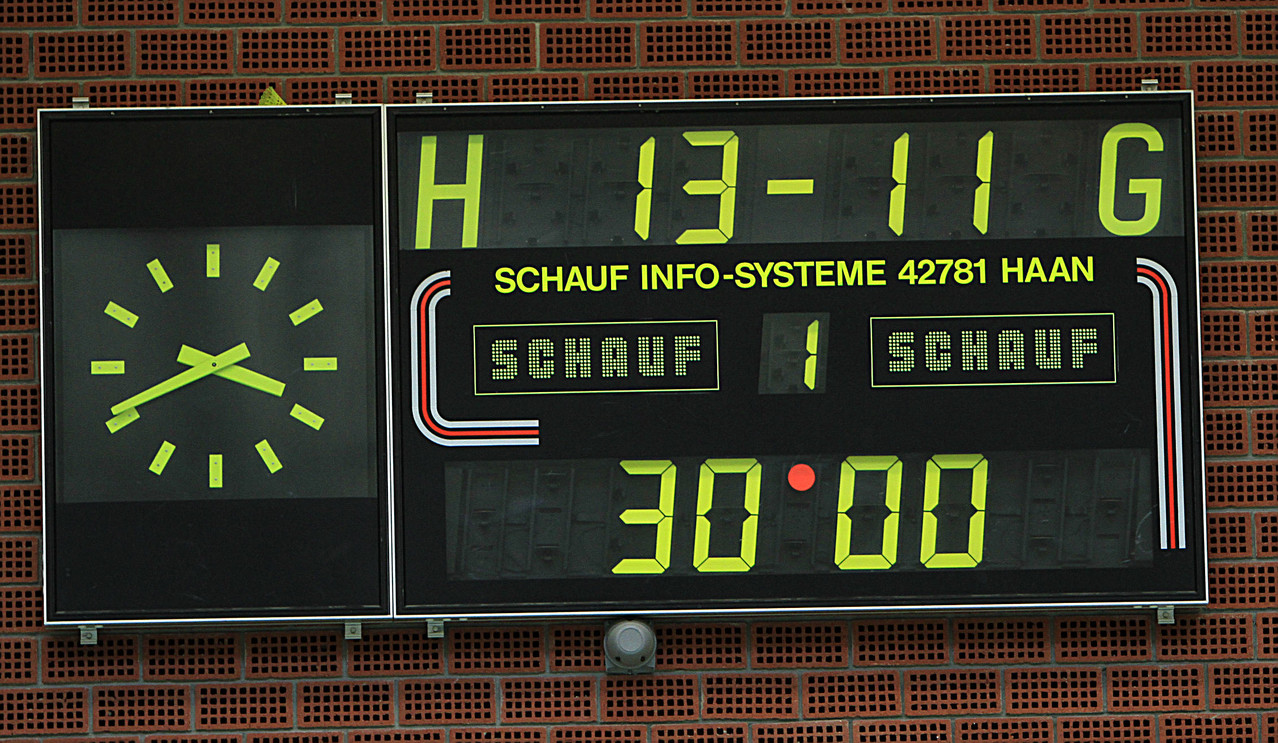 H 13-11 G
SCHAUF INFO-SYSTEME 42781 HAAN
SCHAUF 1 SCHAUF
30•00